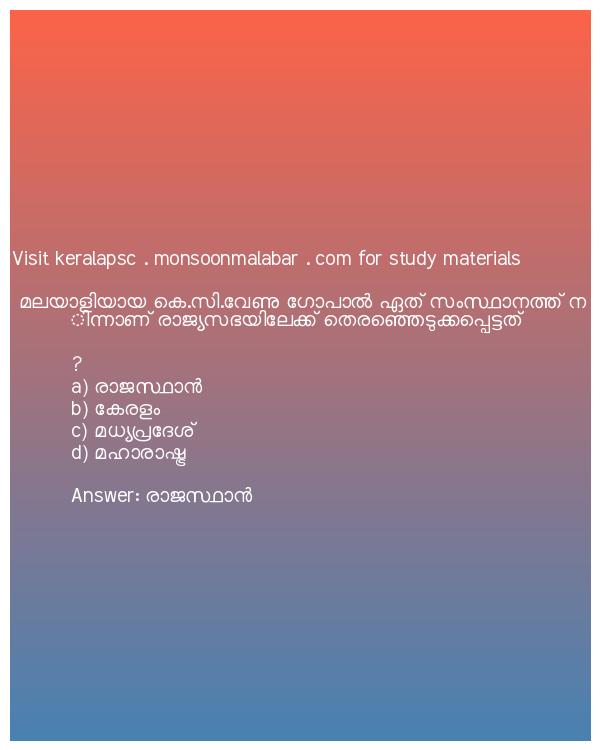 Visit keralapsc . monsoonmalabar . com for study materials
മലയാളിയായ കെ.സി.വേണു ഗോപാൽ ഏത് സംസ്ഥാനത്ത് ന
ിന്നാണ് രാജ്യസഭയിലേക്ക് തെരഞ്ഞെടുക്കപ്പെട്ടത്
?
a) രാജസ്ഥാൻ
b) കേരളം
c) മധ്യപ്രദേശ്
d) മഹാരാഷ്ട്ര
Answer: രാജസ്ഥാൻ